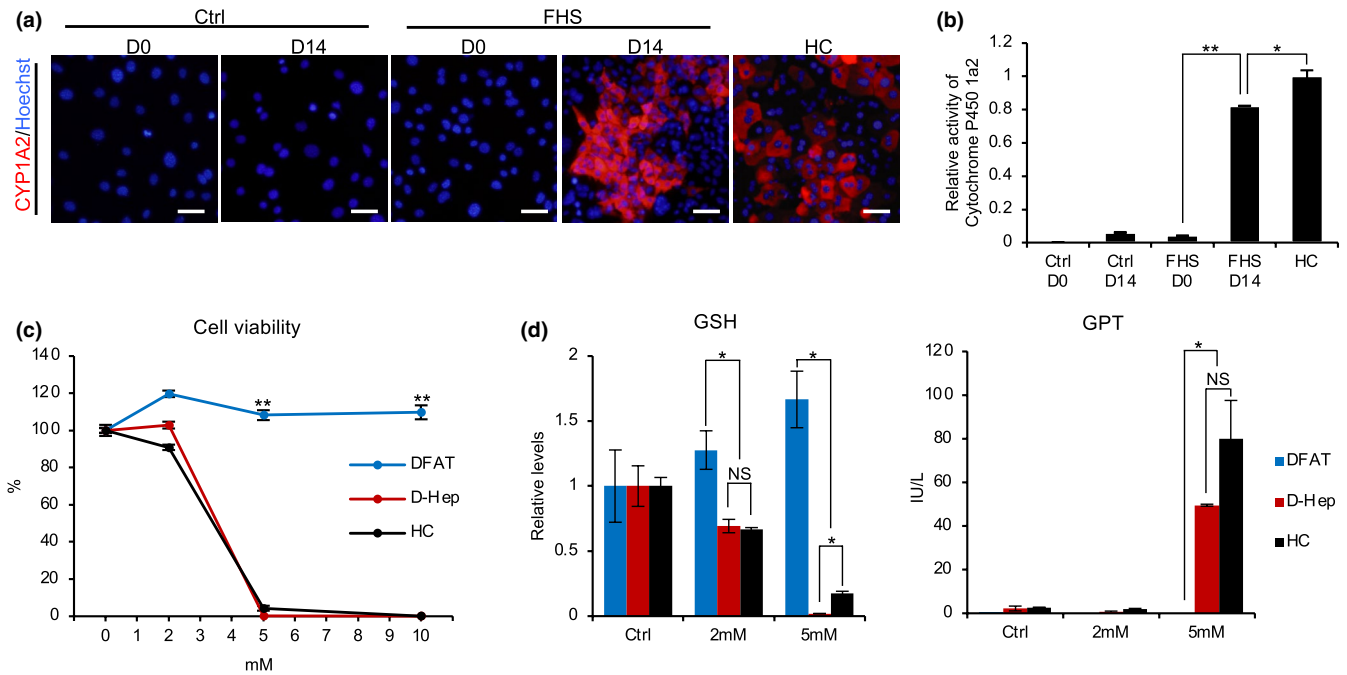 (a)
Ctrl
FHS
D0
D14
D0
D14
HC
CYP1A2/Hoechst
(b)
Relative activity of
Cytochrome P450 1a2
1.2
1
0.8
0.6
0.4
0.2
0
**
*
Ctrl
D0
Ctrl
D14
FHS
D0
FHS
D14
HC
(c)
Cell viability
%
140
120
100
80
60
40
20
0
**
**
DFAT
D-Hep
HC
0 1 2 3 4 5 6 7 8 9 10
mM
(d)
GSH
Relative levels
2
1.5
1
0.5
0
*
NS
*
*
Ctrl
2mM
5mM
GPT
IU/L
120
100
80
60
40
20
0
*
NS
Ctrl
2mM
5mM
DFAT
D-Hep
HC